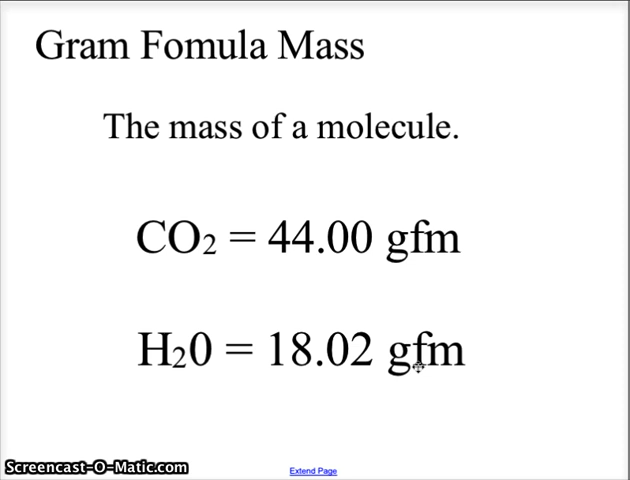 Gram Fomula Mass
The mass of a molecule.
CO2 = 44.00 gfm
H20 = 18.02 gfm
Screencast-O-Matic.com
Extend Page